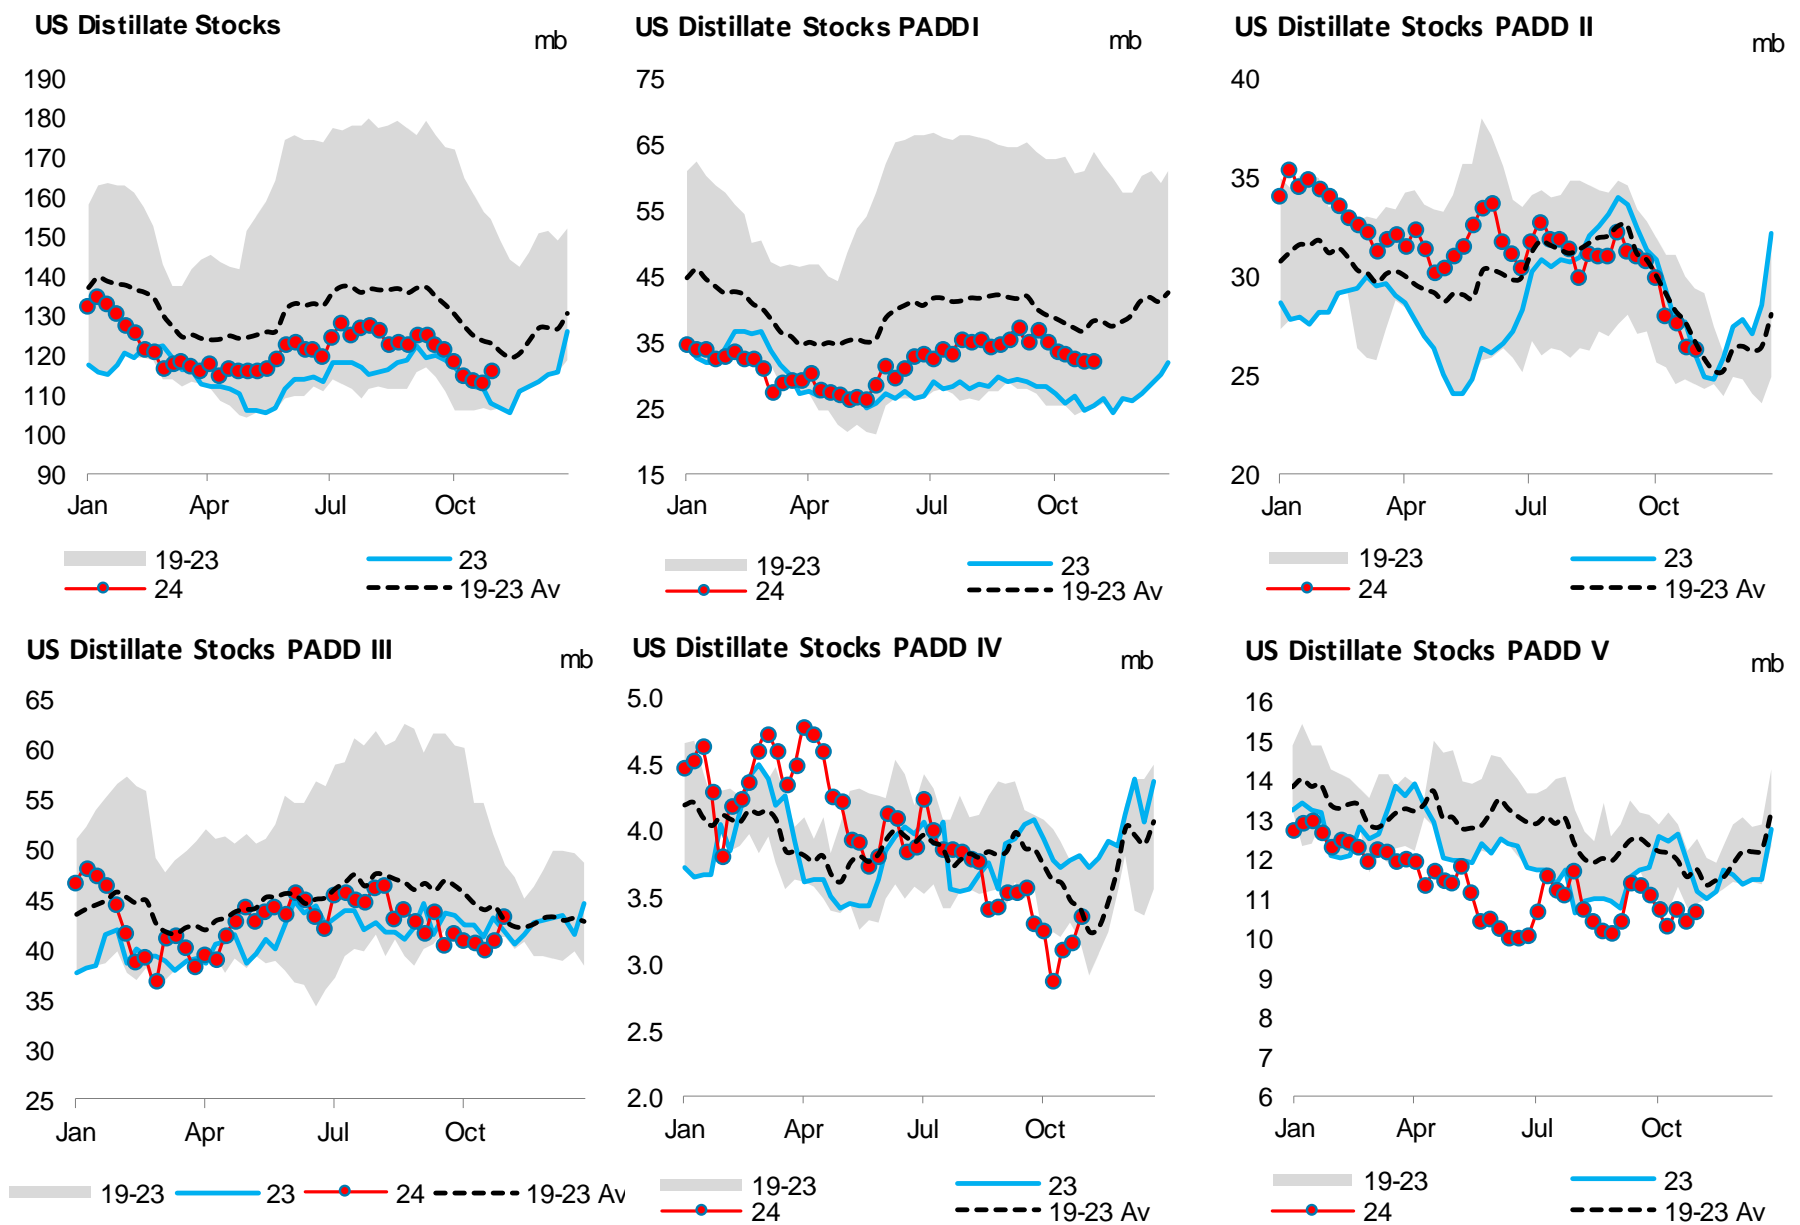 US Distillate Stocks
mb
190
180
170
160
150
140
130
120
110
100
90
Jan Apr Jul Oct
19-23 23
24 19-23 Av
US Distillate Stocks PADD I
mb
75
65
55
45
35
25
15
Jan Apr Jul Oct
19-23 23
24 19-23 Av
US Distillate Stocks PADD II
mb
40
35
30
25
20
Jan Apr Jul Oct
19-23 23
24 19-23 Av
US Distillate Stocks PADD III
mb
65
60
55
50
45
40
35
30
25
Jan Apr Jul Oct
19-23 23 24 19-23 Av
US Distillate Stocks PADD IV
mb
5.0
4.5
4.0
3.5
3.0
2.5
2.0
Jan Apr Jul Oct
19-23 23
24 19-23 Av
US Distillate Stocks PADD V
mb
16
15
14
13
12
11
10
9
8
7
6
Jan Apr Jul Oct
19-23 23
24 19-23 Av